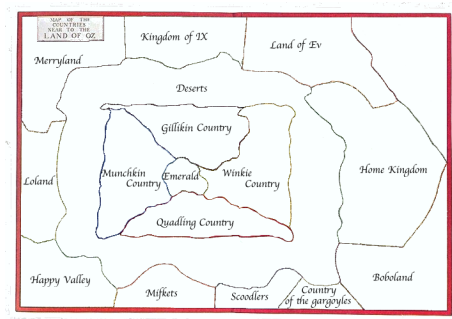 MAP OF THE
COUNTRIES
NEAR TO THE
LAND OF OZ
Kingdom of IX
Land of Ev
Merryland
Deserts
Gillikin Country
Home Kingdom
Loland
Munchkin
Country
Emerald
Winkie
Country
Quadling Country
Happy Valley
Mifkets
Scoodlers
Country
of the gargoyles
Boboland